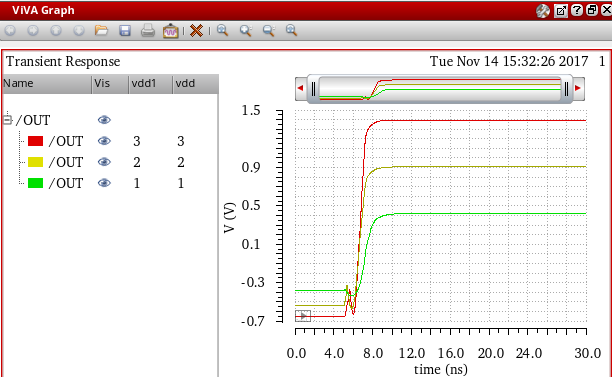 ViVA Graph
Transient Response
Tue Nov 14 15:32:26 2017 1
Name Vis vdd1 vdd
/OUT
/OUT 3 3
/OUT 2 2
/OUT 1 1
V (V)
1.5
0.9
0.5
0.1
-0.3
-0.7
0.0 4.0 8.0 12.0 16.0 20.0 24.0 30.0
time (ns)